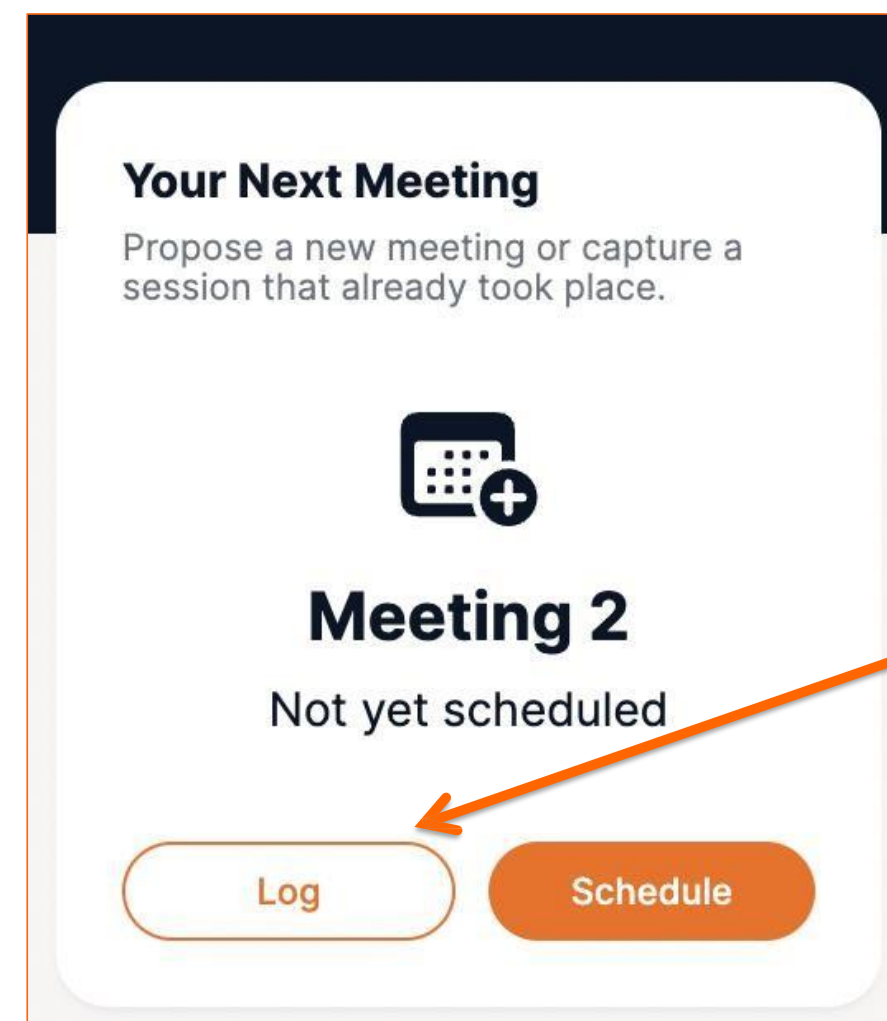 Your Next Meeting
Propose a new meeting or capture a
session that already took place.
Meeting 2
Not yet scheduled
Log
Schedule